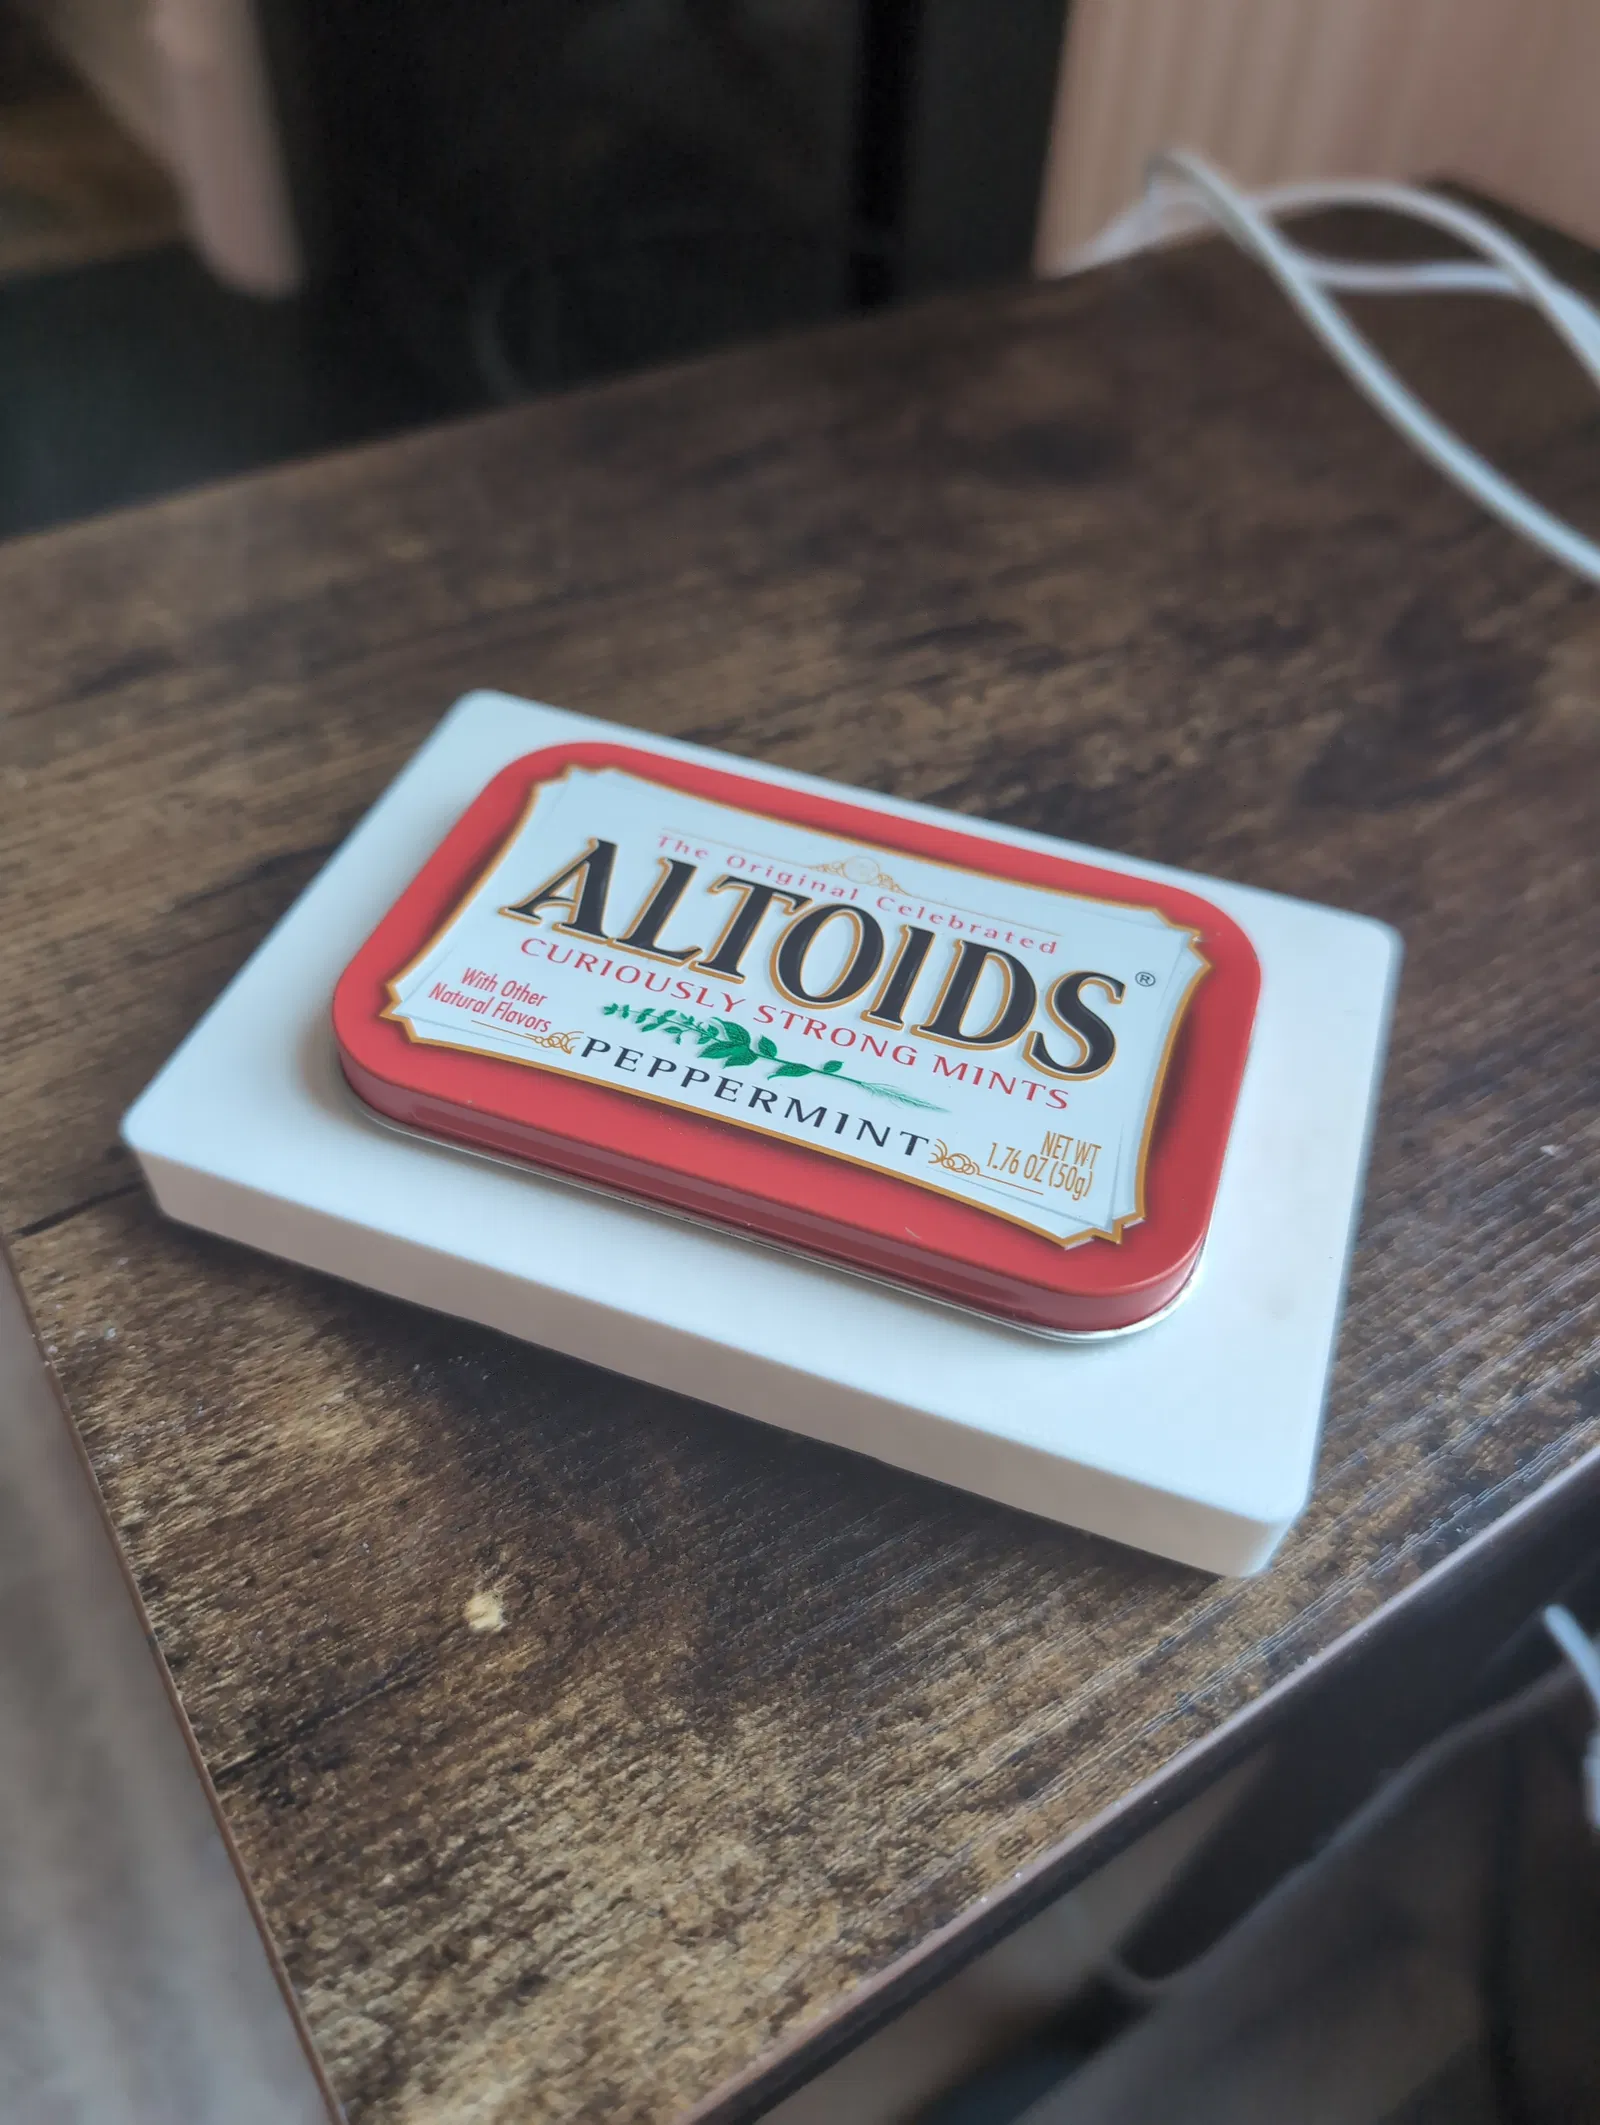 The Original Celebrated
ALTOIDS®
CURIOUSLY STRONG MINTS
With Other
Natural Flavors
PEPPERMINT
NET WT
1.76 OZ (50g)